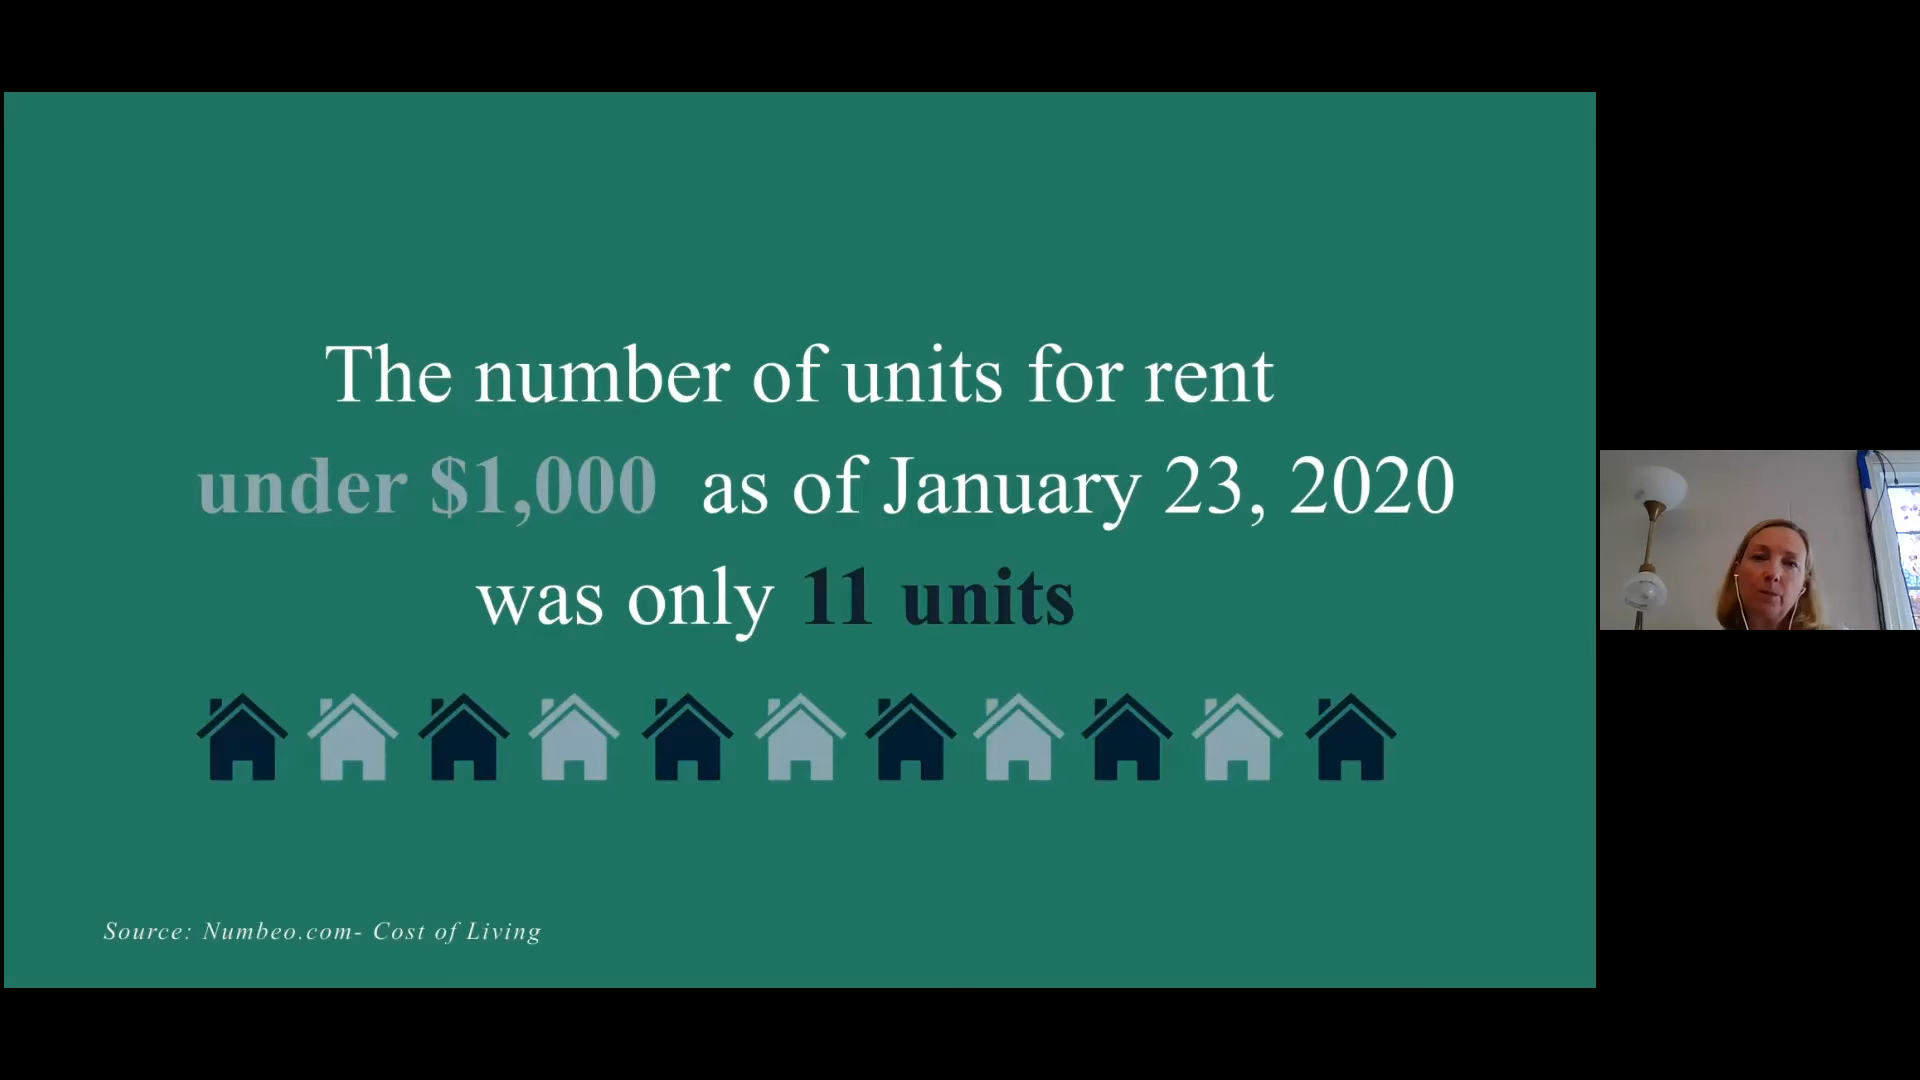 The number of units for rent
under $1,000 as of January 23, 2020
was only 11 units
Source: Numbeo.com- Cost of Living